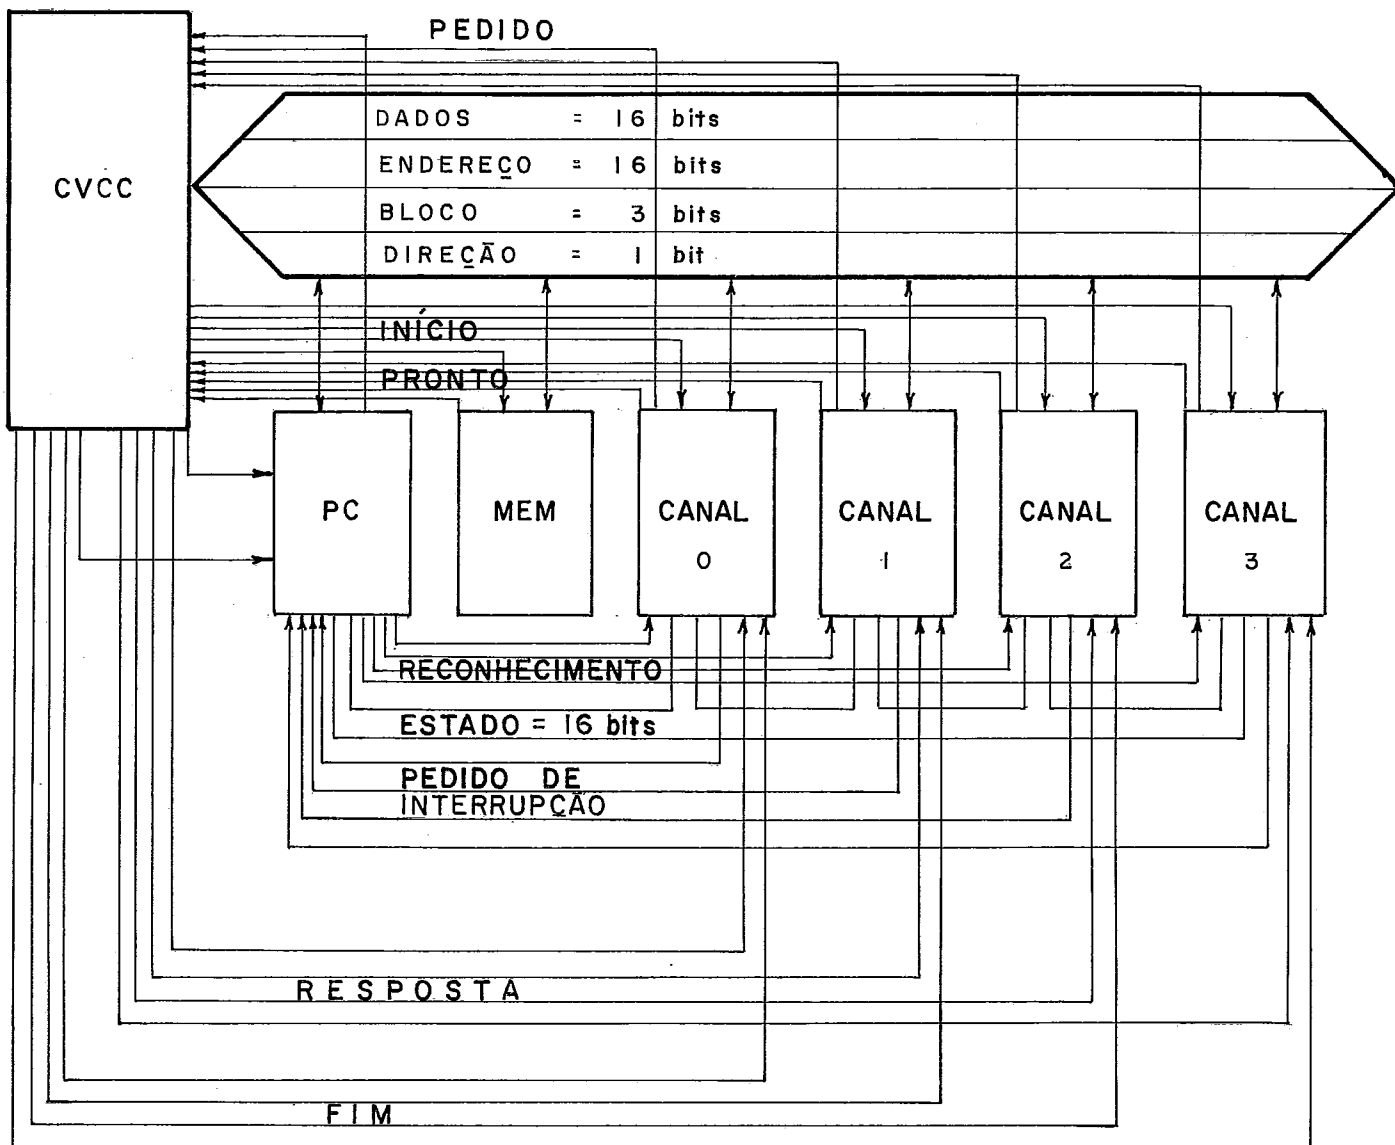 PEDIDO
DADOS = 16 bits
ENDEREÇO = 16 bits
CVCC
BLOCO = 3 bits
DIREÇÃO = 1 bit
INÍCIO
PRONTO
PC
MEM
CANAL 0
CANAL 1
CANAL 2
CANAL 3
RECONHECIMENTO
ESTADO = 16 bits
PEDIDO DE
INTERRUPÇÃO
RESPOSTA
FIM